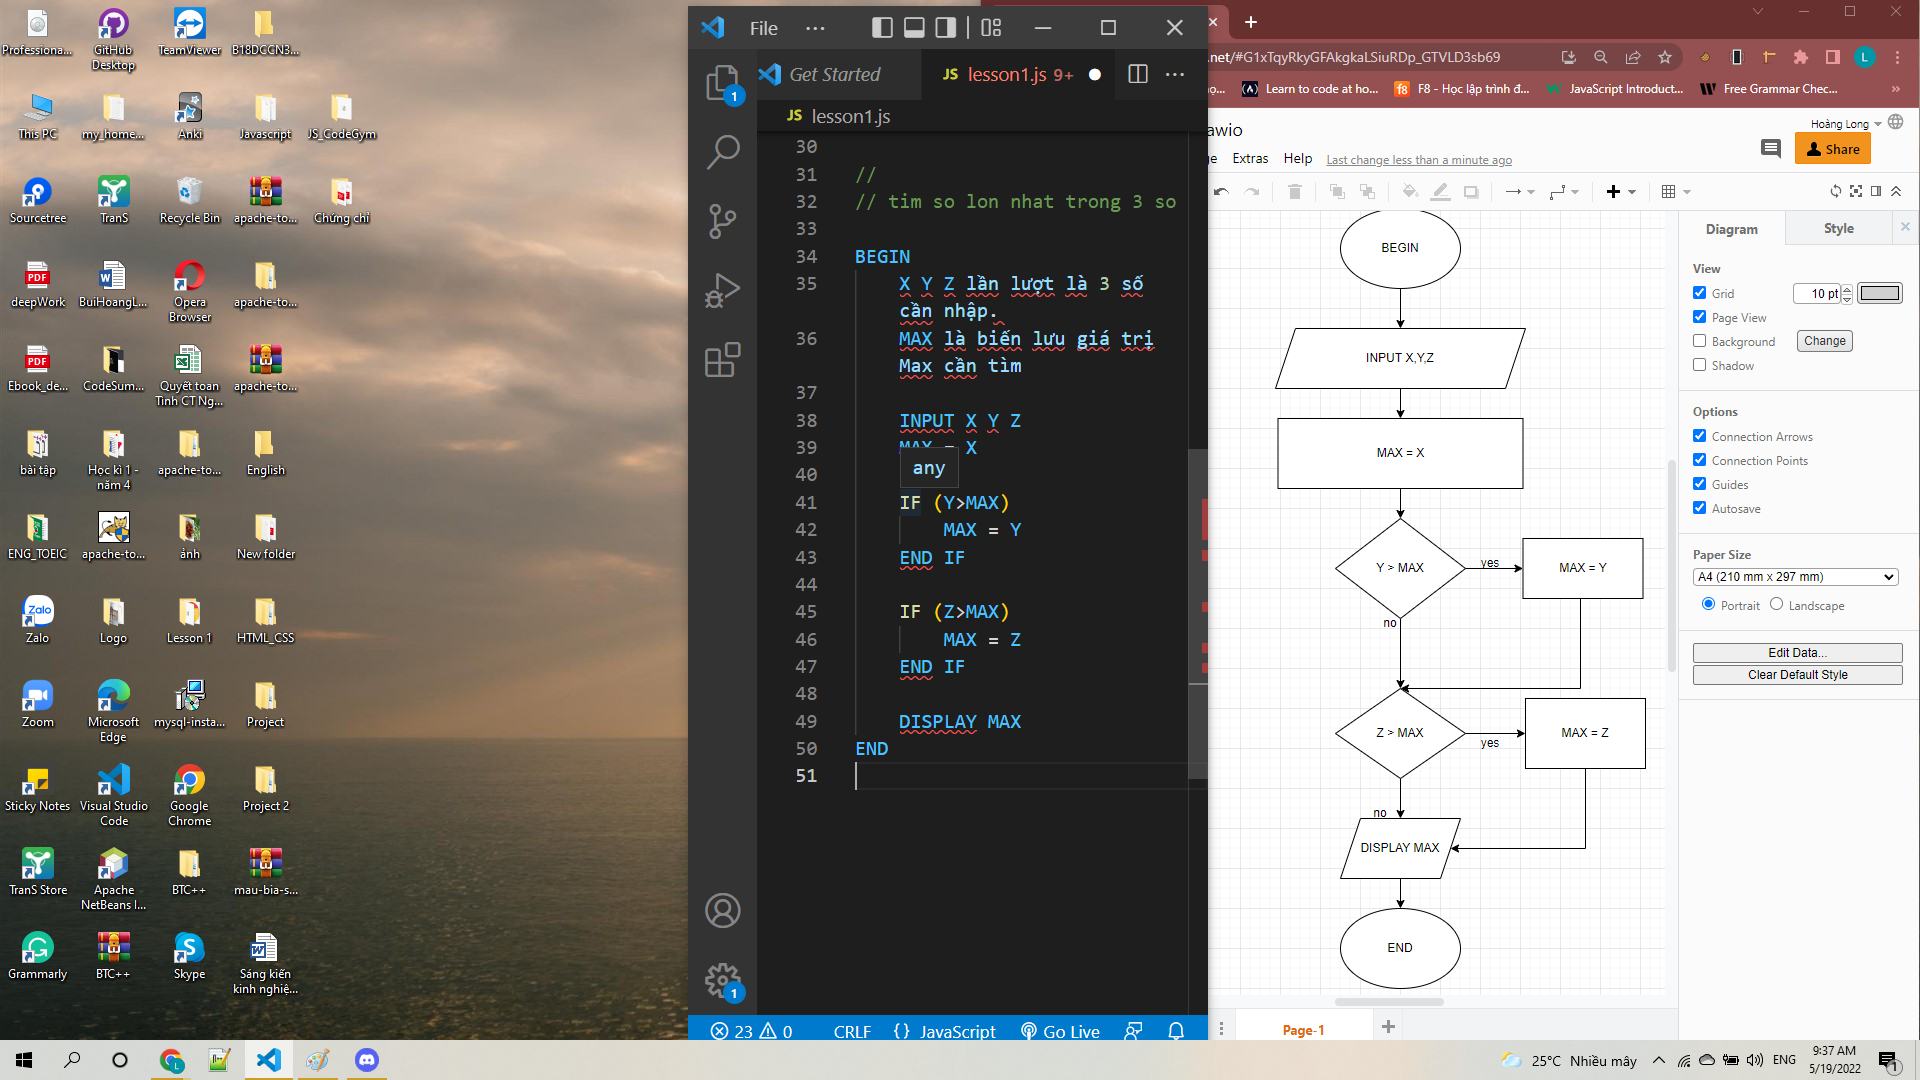 Professiona...
GitHub Desktop
TeamViewer
B18DCCN3...
This PC
my_home...
Anki
Javascript
JS_CodeGym
Sourcetree
TranS
Recycle Bin
apache-to...
Chứng chỉ
deepWork
BuiHoangL...
Opera Browser
apache-to...
Ebook_de...
CodeSum...
Quyết toan Tinh CT Ng...
apache-to...
bài tập
Học kì 1 - năm 4
apache-to...
English
ENG_TOEIC
apache-to...
ảnh
New folder
Zalo
Logo
Lesson 1
HTML_CSS
Zoom
Microsoft Edge
mysql-insta...
Project
Sticky Notes
Visual Studio Code
Google Chrome
Project 2
TranS Store
Apache NetBeans I...
BTC++
mau-bia-s...
Grammarly
BTC++
Skype
Sáng kiến kinh nghiệ...
File ...
Get Started
JS lesson1.js 9+
JS lesson1.js
30
31 //
32 // tim so lon nhat trong 3 so
33
34 BEGIN
35 X Y Z lần lượt là 3 số
cần nhập.
36 MAX là biến lưu giá trị
Max cần tìm
37
38 INPUT X Y Z
39 MAX = X
any
40
41 IF (Y>MAX)
42 MAX = Y
43 END IF
44
45 IF (Z>MAX)
46 MAX = Z
47 END IF
48
49 DISPLAY MAX
50 END
51
1
1
23 0 CRLF {} JavaScript Go Live
.net/#G1xTqyRkyGFAkgkaLSiuRDp_GTVLD3sb69
L
ọ...
Learn to code at ho...
F8 - Học lập trình đ...
JavaScript Introduct...
Free Grammar Chec...
»
awio
Hoàng Long
ge Extras Help Last change less than a minute ago
Share
BEGIN
INPUT X,Y,Z
MAX = X
Y > MAX
yes
MAX = Y
no
Z > MAX
yes
MAX = Z
no
DISPLAY MAX
END
Page-1
Diagram
Style
View
Grid 10 pt
Page View
Background Change
Shadow
Options
Connection Arrows
Connection Points
Guides
Autosave
Paper Size
A4 (210 mm x 297 mm)
Portrait Landscape
Edit Data...
Clear Default Style
25°C Nhiều mây
ENG
9:37 AM
5/19/2022
1